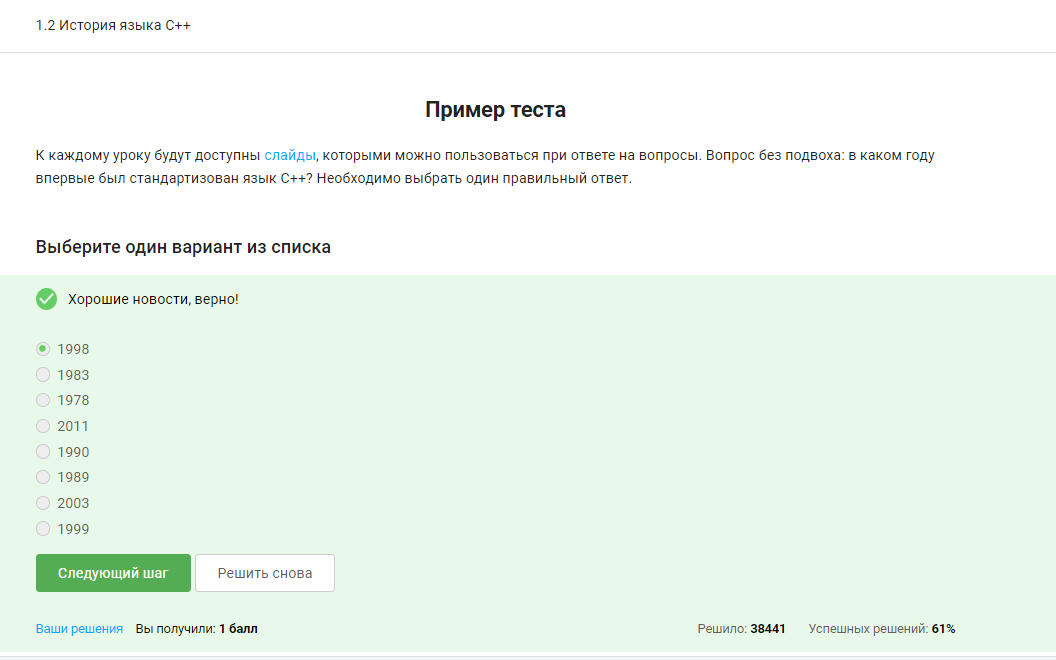 1.2 История языка C++
Пример теста
К каждому уроку будут доступны слайды, которыми можно пользоваться при ответе на вопросы. Вопрос без подвоха: в каком году
впервые был стандартизован язык C++? Необходимо выбрать один правильный ответ.
Выберите один вариант из списка
Хорошие новости, верно!
1998
1983
1978
2011
1990
1989
2003
1999
Следующий шаг Решить снова
Ваши решения Вы получили: 1 балл Решило: 38441 Успешных решений: 61%